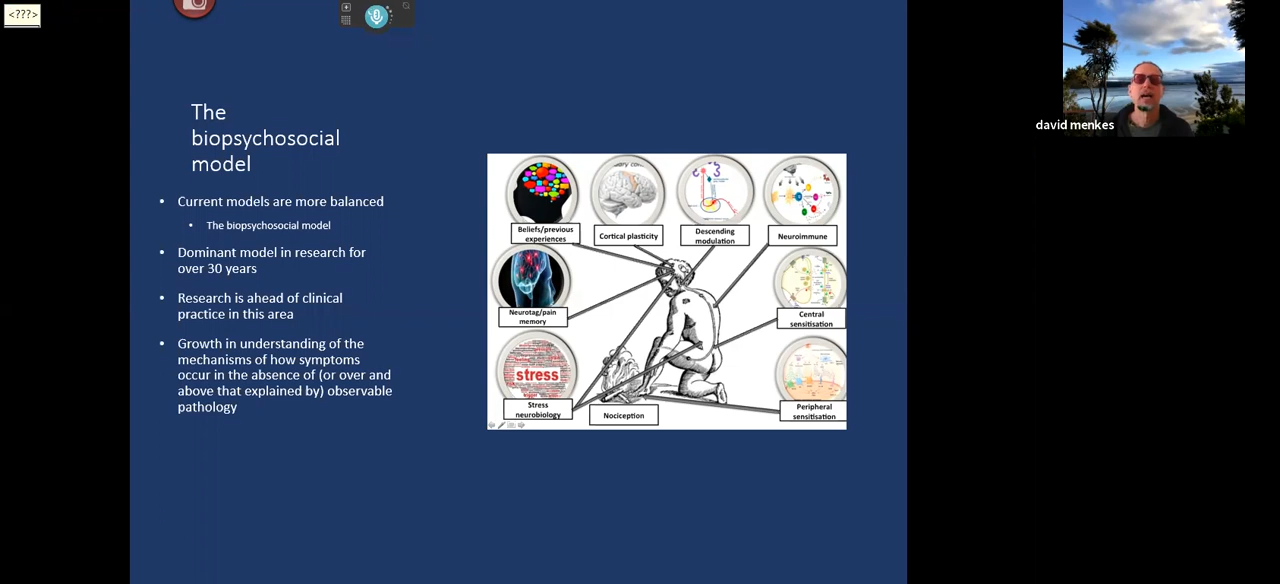 <???>
The
biopsychosocial
model
• Current models are more balanced
• The biopsychosocial model
• Dominant model in research for
over 30 years
• Research is ahead of clinical
practice in this area
• Growth in understanding of the
mechanisms of how symptoms
occur in the absence of (or over and
above that explained by) observable
pathology
Beliefs/previous
experiences
Cortical plasticity
Descending
modulation
Neuroimmune
Neurotag/pain
memory
Central
sensitisation
stress
Stress
neurobiology
Nociception
Peripheral
sensitisation
david menkes